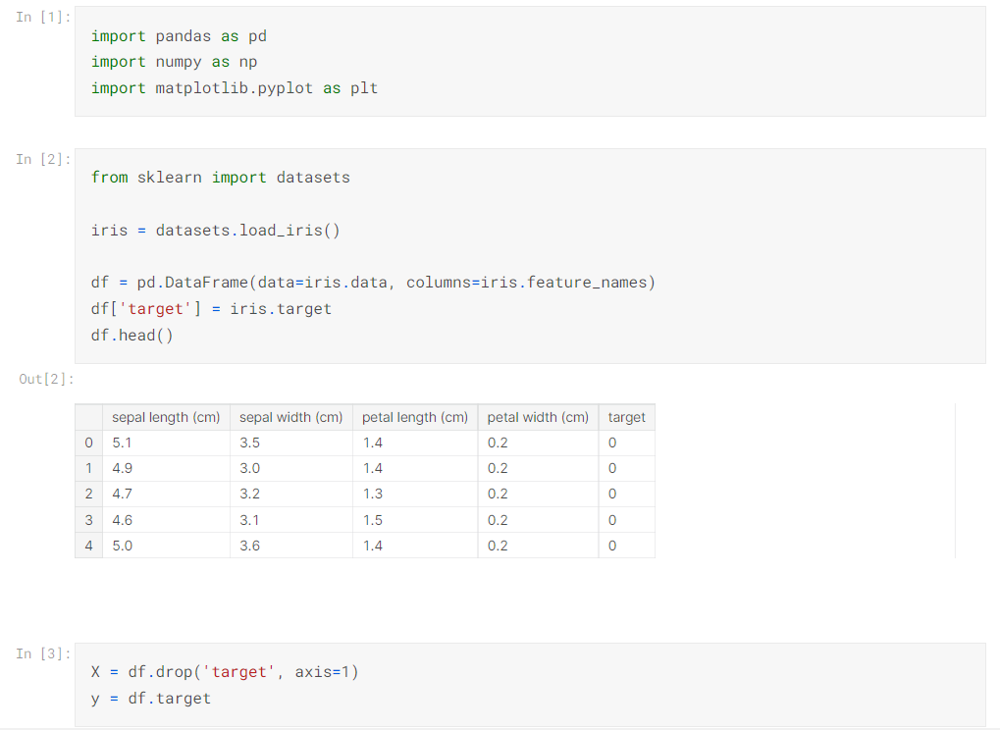 In [1]:
import pandas as pd
import numpy as np
import matplotlib.pyplot as plt
In [2]:
from sklearn import datasets
iris = datasets.load_iris()
df = pd.DataFrame(data=iris.data, columns=iris.feature_names)
df['target'] = iris.target
df.head()
Out[2]:
sepal length (cm) sepal width (cm) petal length (cm) petal width (cm) target
0 5.1 3.5 1.4 0.2 0
1 4.9 3.0 1.4 0.2 0
2 4.7 3.2 1.3 0.2 0
3 4.6 3.1 1.5 0.2 0
4 5.0 3.6 1.4 0.2 0
In [3]:
X = df.drop('target', axis=1)
y = df.target